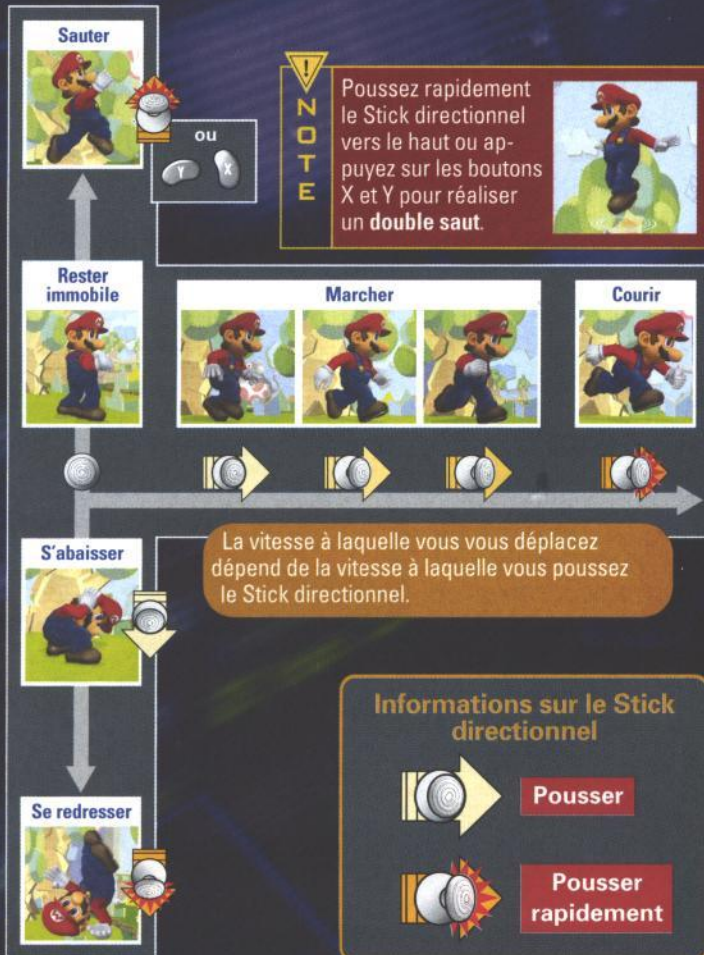 Sauter
ou
Y X
!
NOTE
Poussez rapidement
le Stick directionnel
vers le haut ou ap-
puyez sur les boutons
X et Y pour réaliser
un double saut.
Rester
immobile
Marcher
Courir
La vitesse à laquelle vous vous déplacez
dépend de la vitesse à laquelle vous poussez
le Stick directionnel.
S'abaisser
Se redresser
Informations sur le Stick
directionnel
Pousser
Pousser
rapidement